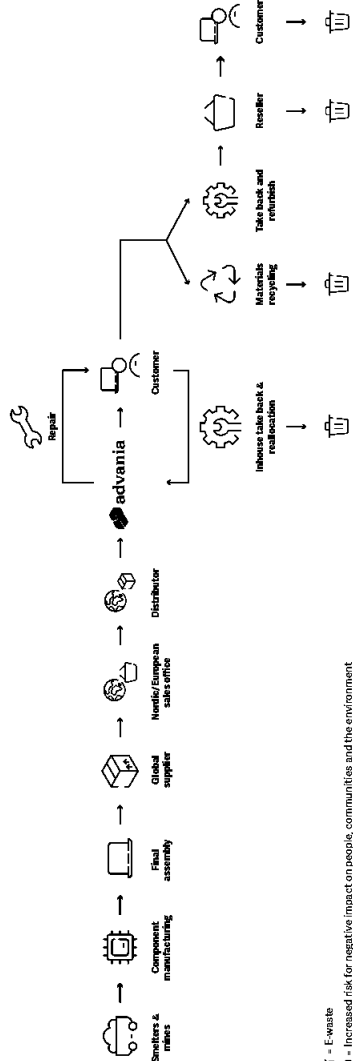 Smelters &
mines
Component
manufacturing
Final
assembly
Global
supplier
Nordic/European
sales office
Distributor
advania
Repair
Customer
Inhouse take back &
reallocation
Materials
recycling
Take back and
refurbish
Reseller
Customer
= E-waste
= Increased risk for negative impact on people, communities and the environment